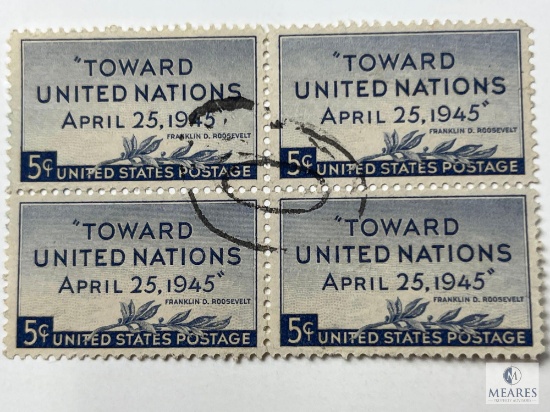 "TOWARD
UNITED NATIONS
APRIL 25, 1945"
FRANKLIN D. ROOSEVELT
5¢ UNITED STATES POSTAGE
"TOWARD
UNITED NATIONS
APRIL 25, 1945"
FRANKLIN D. ROOSEVELT
5¢ UNITED STATES POSTAGE
"TOWARD
UNITED NATIONS
APRIL 25, 1945"
FRANKLIN D. ROOSEVELT
5¢ UNITED STATES POSTAGE
"TOWARD
UNITED NATIONS
APRIL 25, 1945"
FRANKLIN D. ROOSEVELT
5¢ UNITED STATES POSTAGE
M
MEARES